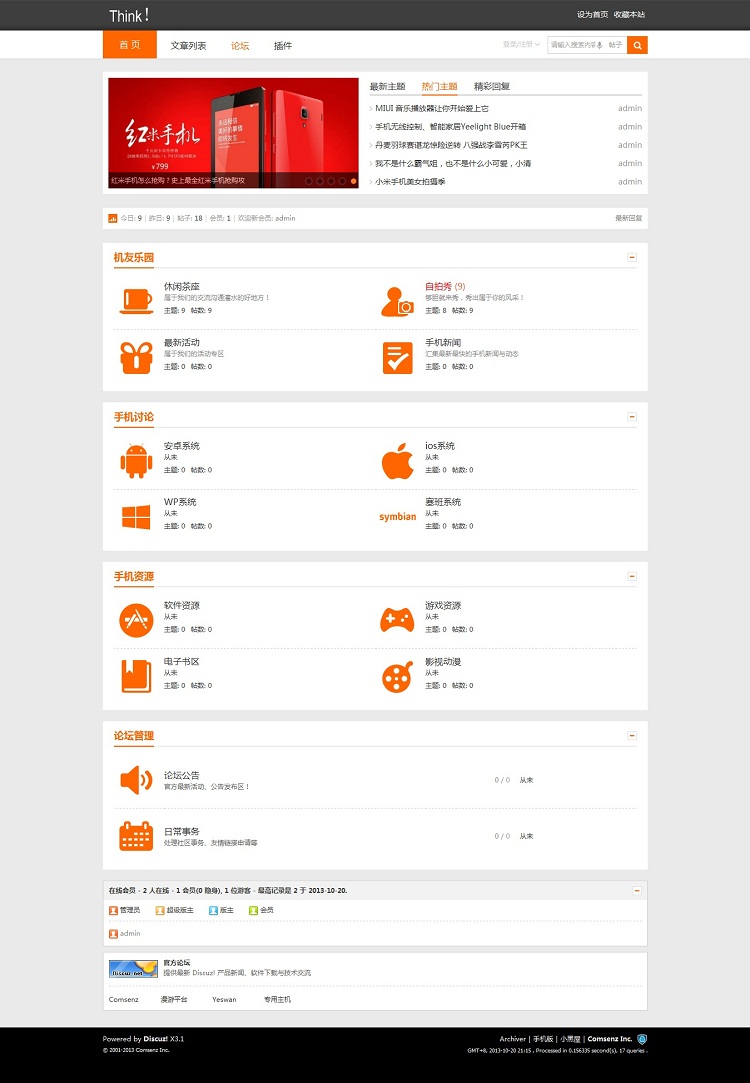 Think!
设为首页 收藏本站
首 页 文章列表 论坛 插件
登录/注册
请输入搜索内容 帖子
最新主题 热门主题 精彩回复
红米手机
¥799
红米手机怎么抢购？史上最全红米手机抢购攻
MIUI 音乐播放器让你开始爱上它 admin
手机无线控制、智能家居Yeelight Blue开箱 admin
丹麦羽球赛谌龙惊险逆转 八强战李雪芮PK王 admin
我不是什么霸气姐，也不是什么小可爱，小清 admin
小米手机美女拍摄季 admin
今日: 9 | 昨日: 9 | 帖子: 18 | 会员: 1 | 欢迎新会员: admin
最新回复
机友乐园
休闲茶座
属于我们的交流沟通灌水的好地方！
主题: 9 帖数: 9
自拍秀 (9)
够胆就来秀，秀出属于你的风采！
主题: 8 帖数: 9
最新活动
属于我们的活动专区
主题: 0 帖数: 0
手机新闻
汇集最新最快的手机新闻与动态
主题: 0 帖数: 0
手机讨论
安卓系统
从未
主题: 0 帖数: 0
ios系统
从未
主题: 0 帖数: 0
WP系统
从未
主题: 0 帖数: 0
symbian
塞班系统
从未
主题: 0 帖数: 0
手机资源
软件资源
从未
主题: 0 帖数: 0
游戏资源
从未
主题: 0 帖数: 0
电子书区
从未
主题: 0 帖数: 0
影视动漫
从未
主题: 0 帖数: 0
论坛管理
论坛公告
官方最新活动、公告发布区！
0 / 0 从未
日常事务
处理社区事务、友情链接申请等
0 / 0 从未
在线会员 - 2 人在线 - 1 会员(0 隐身), 1 位游客 - 最高记录是 2 于 2013-10-20.
管理员 超级版主 版主 会员
admin
Discuz!.net
官方论坛
提供最新 Discuz! 产品新闻、软件下载与技术交流
Comsenz 漫游平台 Yeswan 专用主机
Powered by Discuz! X3.1
© 2001-2013 Comsenz Inc.
Archiver | 手机版 | 小黑屋 | Comsenz Inc.
GMT+8, 2013-10-20 21:15 , Processed in 0.156335 second(s), 17 queries .